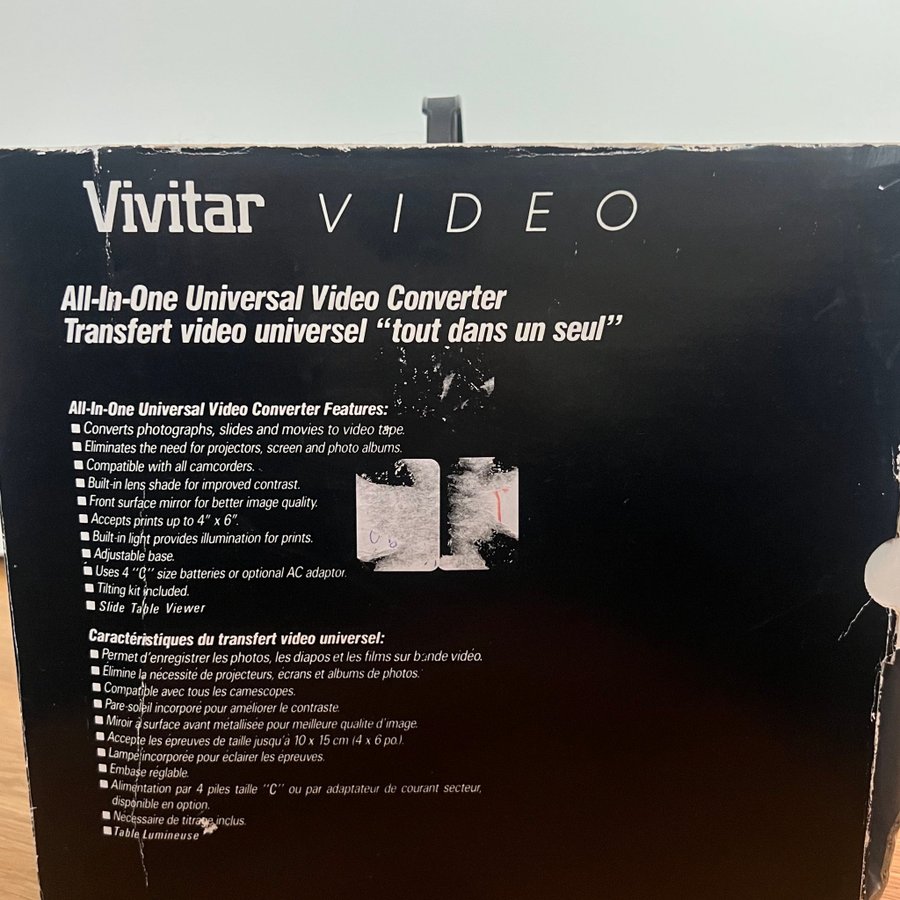 Vivitar VIDEO
All-In-One Universal Video Converter
Transfert video universel “tout dans un seul”
All-In-One Universal Video Converter Features:
■ Converts photographs, slides and movies to video tape.
■ Eliminates the need for projectors, screen and photo albums.
■ Compatible with all camcorders.
■ Built-in lens shade for improved contrast.
■ Front surface mirror for better image quality.
■ Accepts prints up to 4” x 6”.
■ Built-in light provides illumination for prints.
■ Adjustable base.
■ Uses 4 “C” size batteries or optional AC adaptor.
■ Tilting kit included.
■ Slide Table Viewer
Caractéristiques du transfert video universel:
■ Permet d’enregistrer les photos, les diapos et les films sur bande vidéo.
■ Elimine la nécessité de projecteurs, écrans et albums de photos.
■ Compatible avec tous les camescopes.
■ Pare-soleil incorporé pour améliorer le contraste.
■ Miroir à surface avant métallisée pour meilleure qualite d’image.
■ Accepte les épreuves de taille jusqu’à 10 x 15 cm (4 x 6 po.).
■ Lampe incorporée pour éclairer les épreuves.
■ Embase réglable.
■ Alimentation par 4 piles taille “C” ou par adaptateur de courant secteur,
disponible en option.
■ Nécessaire de titrage inclus.
■ Table Lumineuse